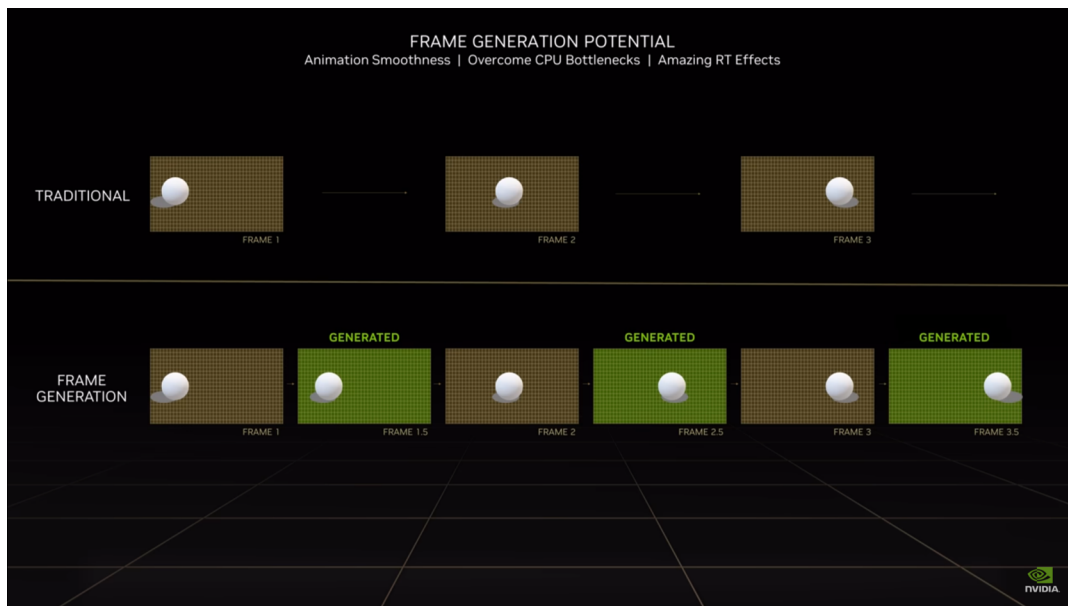 FRAME GENERATION POTENTIAL
Animation Smoothness | Overcome CPU Bottlenecks | Amazing RT Effects
TRADITIONAL
FRAME 1
FRAME 2
FRAME 3
GENERATED
GENERATED
GENERATED
FRAME
GENERATION
FRAME 1
FRAME 1.5
FRAME 2
FRAME 2.5
FRAME 3
FRAME 3.5
NVIDIA.